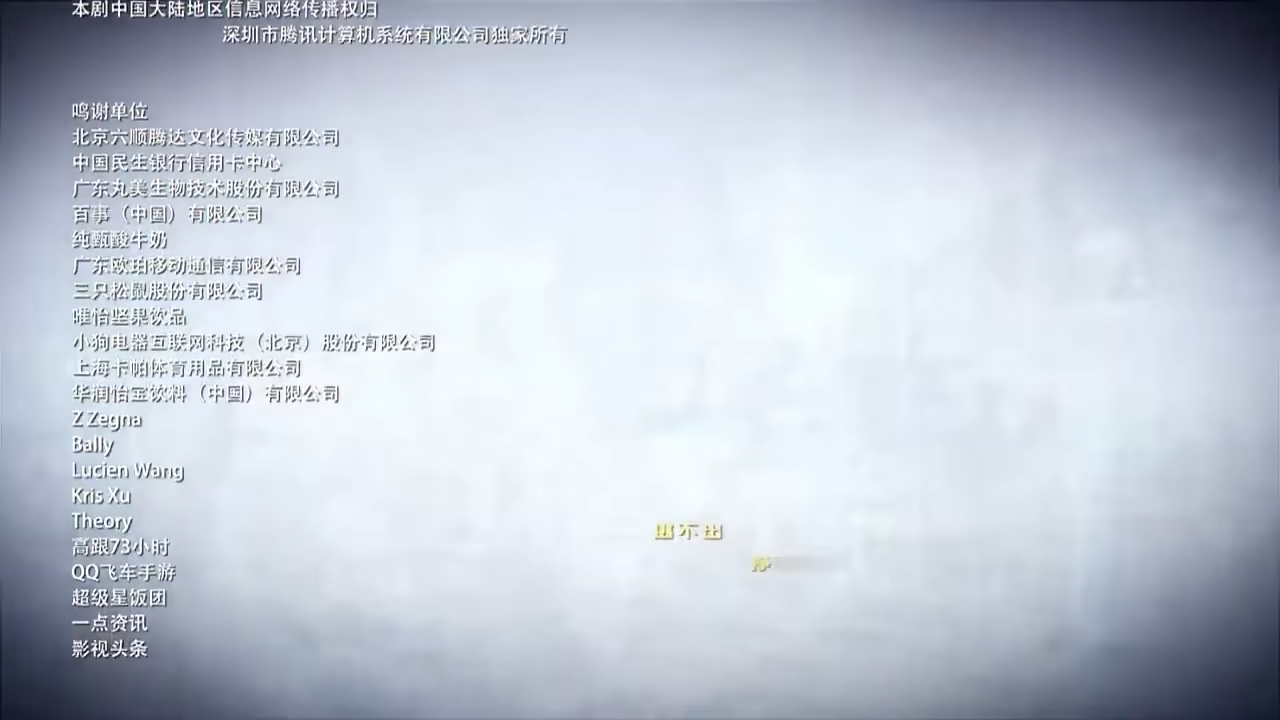 本剧中国大陆地区信息网络传播权归
深圳市腾讯计算机系统有限公司独家所有
鸣谢单位
北京六顺腾达文化传媒有限公司
中国民生银行信用卡中心
广东丸美生物技术股份有限公司
百事（中国）有限公司
纯甄酸牛奶
广东欧珀移动通信有限公司
三只松鼠股份有限公司
唯怡坚果饮品
小狗电器互联网科技（北京）股份有限公司
上海卡帕体育用品有限公司
华润怡宝饮料（中国）有限公司
Z Zegna
Bally
Lucien Wang
Kris Xu
Theory
高跟73小时
QQ飞车手游
超级星饭团
一点资讯
影视头条